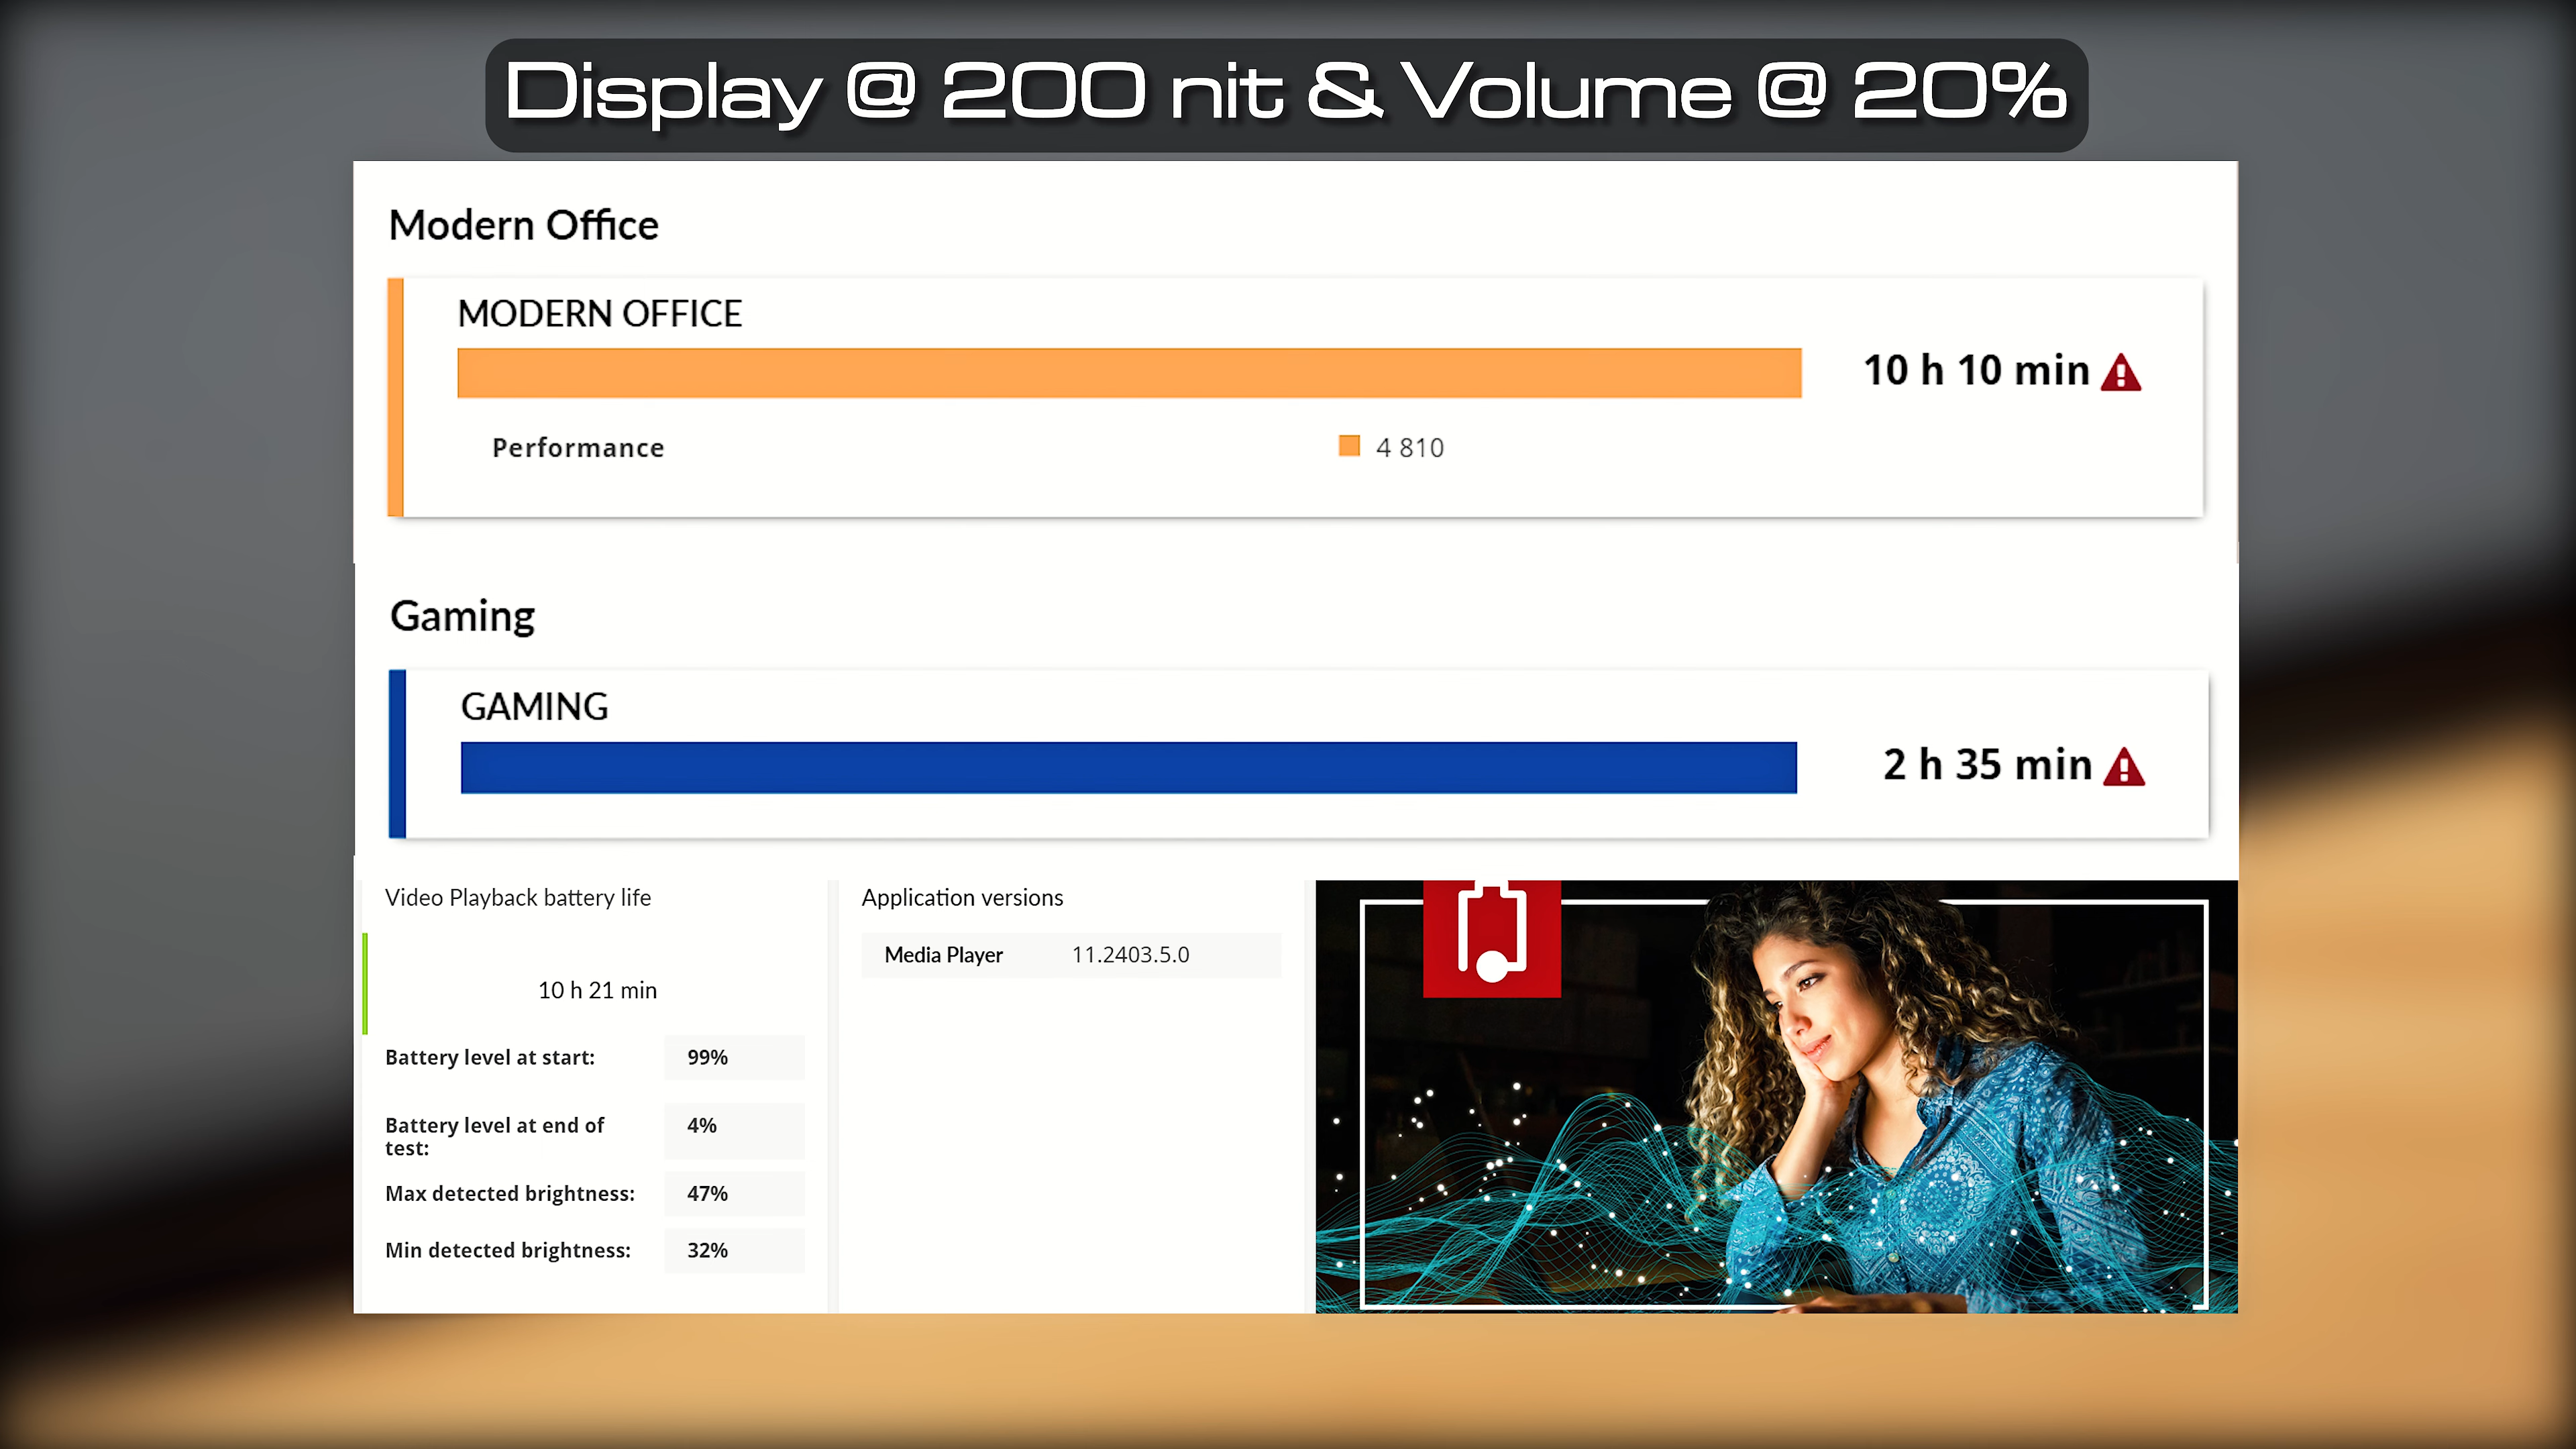 Display @ 200 nit & Volume @ 20%
Modern Office
MODERN OFFICE
10 h 10 min
Performance
4 810
Gaming
GAMING
2 h 35 min
Video Playback battery life
10 h 21 min
Battery level at start:
99%
Battery level at end of
test:
4%
Max detected brightness:
47%
Min detected brightness:
32%
Application versions
Media Player
11.2403.5.0